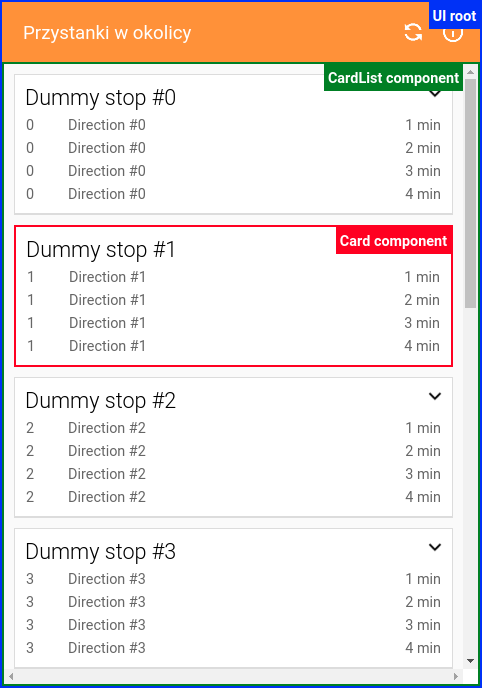 UI root
Przystanki w okolicy
CardList component
Dummy stop #0
0 Direction #0 1 min
0 Direction #0 2 min
0 Direction #0 3 min
0 Direction #0 4 min
Card component
Dummy stop #1
1 Direction #1 1 min
1 Direction #1 2 min
1 Direction #1 3 min
1 Direction #1 4 min
Dummy stop #2
2 Direction #2 1 min
2 Direction #2 2 min
2 Direction #2 3 min
2 Direction #2 4 min
Dummy stop #3
3 Direction #3 1 min
3 Direction #3 2 min
3 Direction #3 3 min
3 Direction #3 4 min